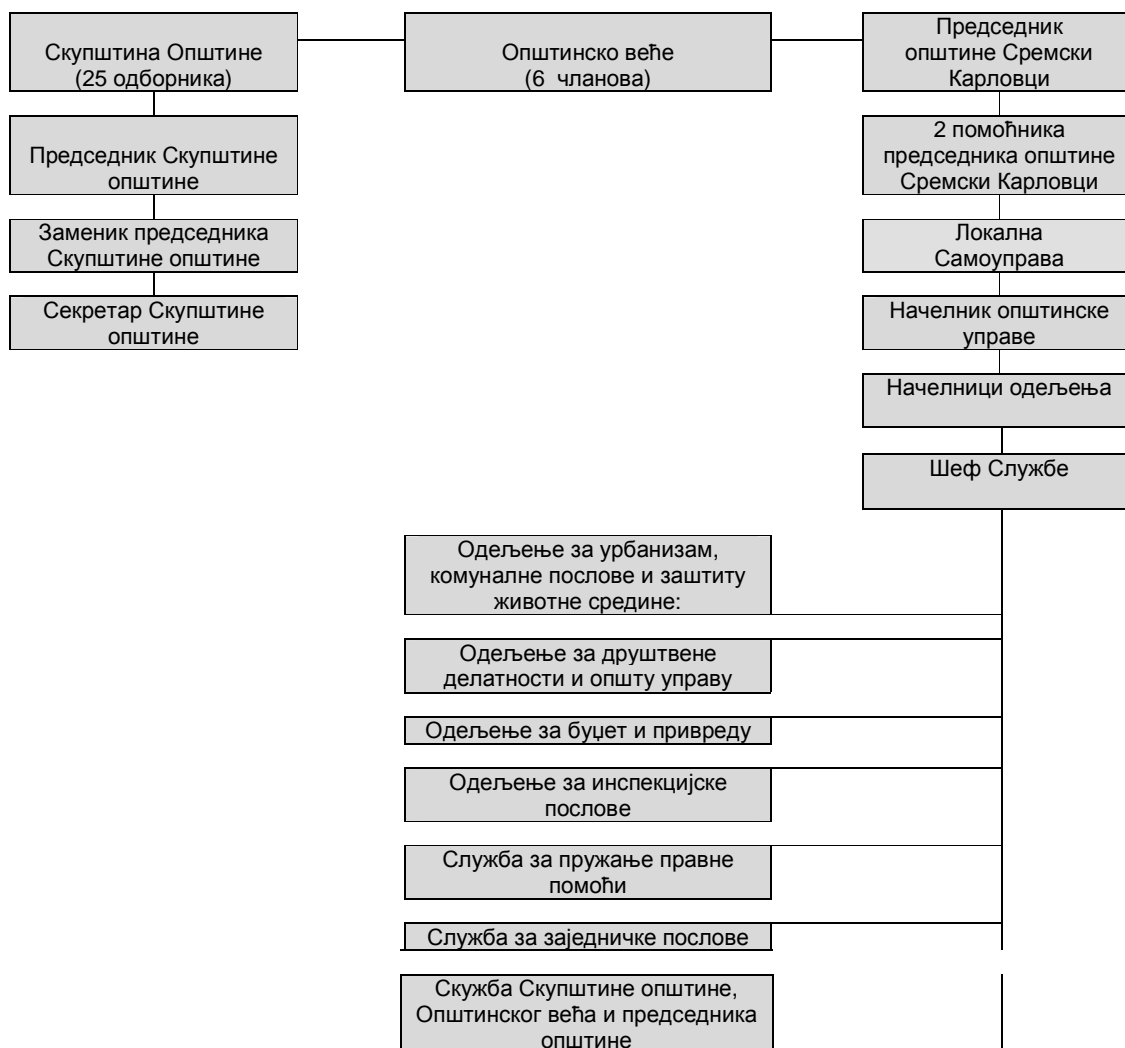 Скупштина Општине
(25 одборника)
Општинско веће
(6 чланова)
Председник
општине Сремски
Карловци
Председник Скупштине
општине
2 помоћника
председника општине
Сремски Карловци
Заменик председника
Скупштине општине
Локална
Самоуправа
Секретар Скупштине
општине
Начелник општинске
управе
Начелници одељења
Шеф Службе
Одељење за урбанизам,
комуналне послове и заштиту
животне средине:
Одељење за друштвене
делатности и општу управу
Одељење за буџет и привреду
Одељење за инспекцијске
послове
Служба за пружање правне
помоћи
Служба за заједничке послове
Скужба Скупштине општине,
Општинског већа и председника
општине